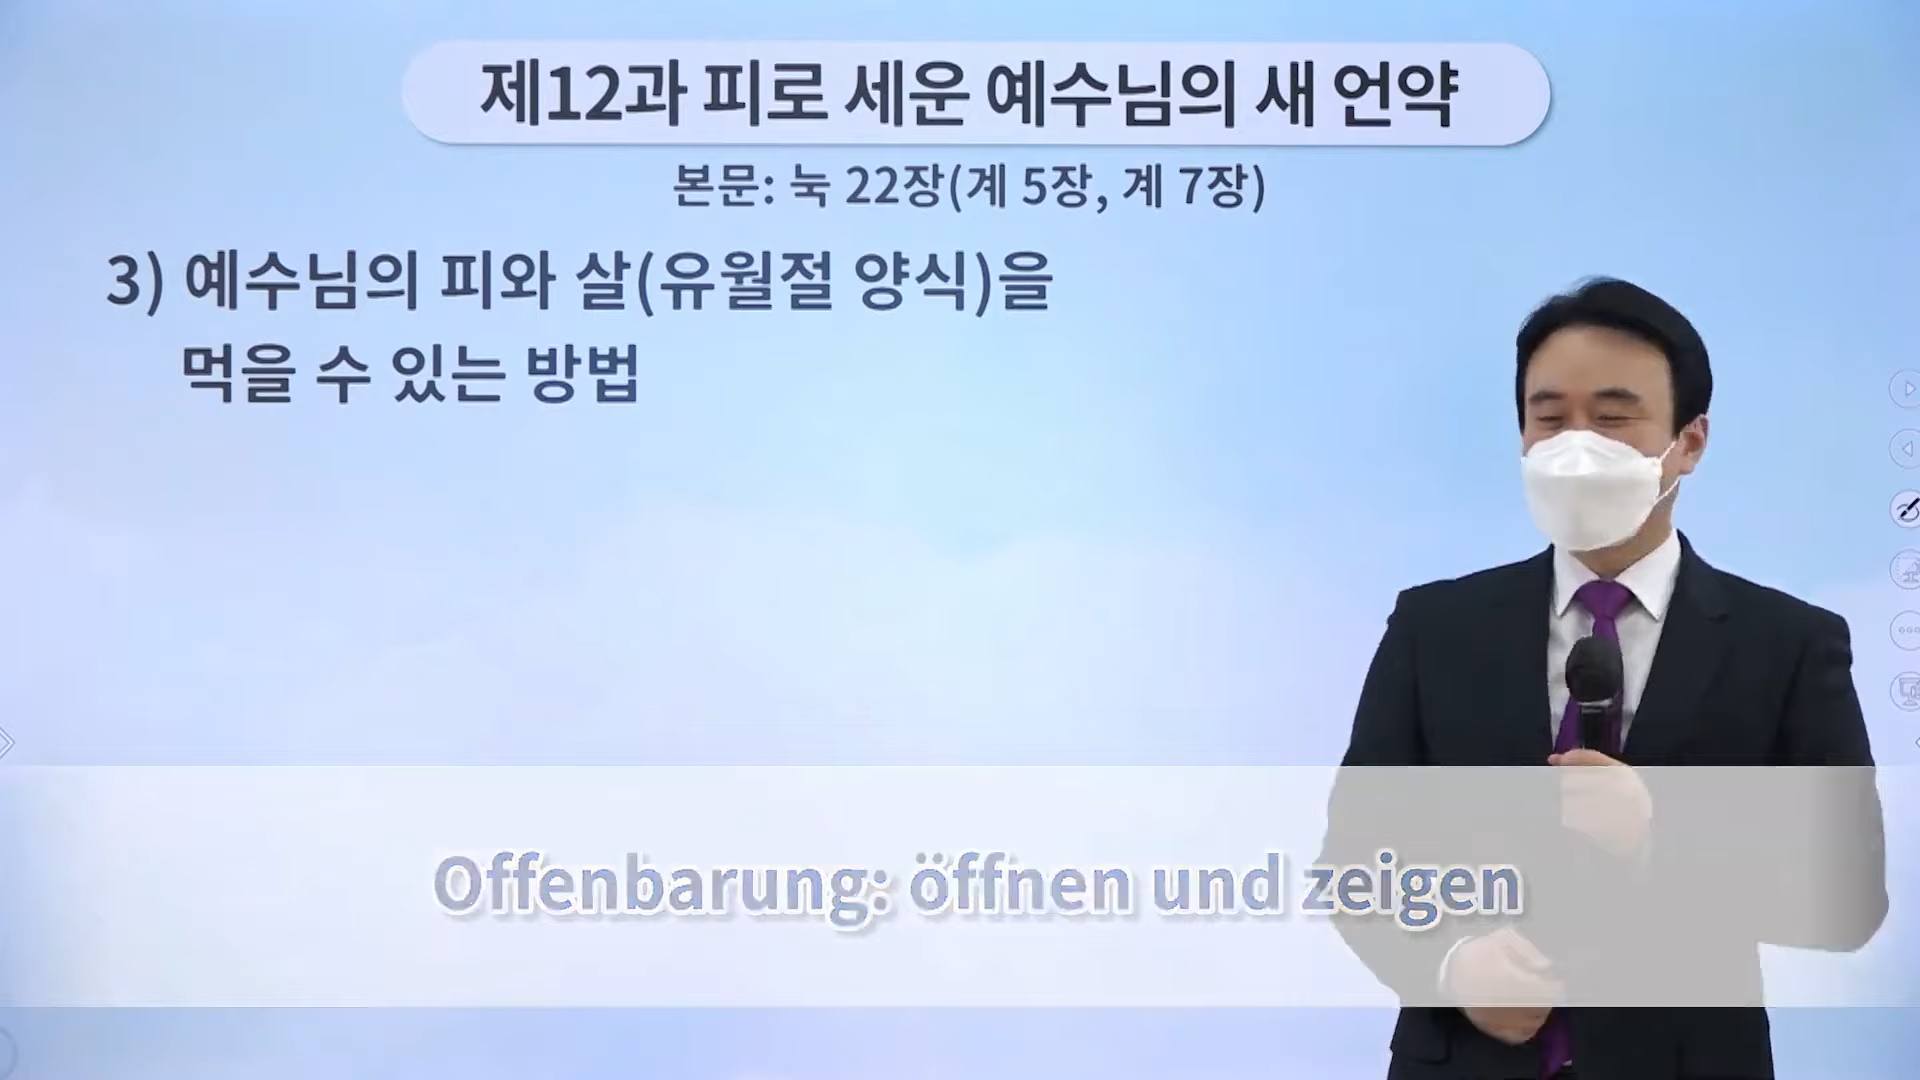 제12과 피로 세운 예수님의 새 언약
본문: 눅 22장(계 5장, 계 7장)
3) 예수님의 피와 살(유월절 양식)을
먹을 수 있는 방법
Offenbarung: öffnen und zeigen